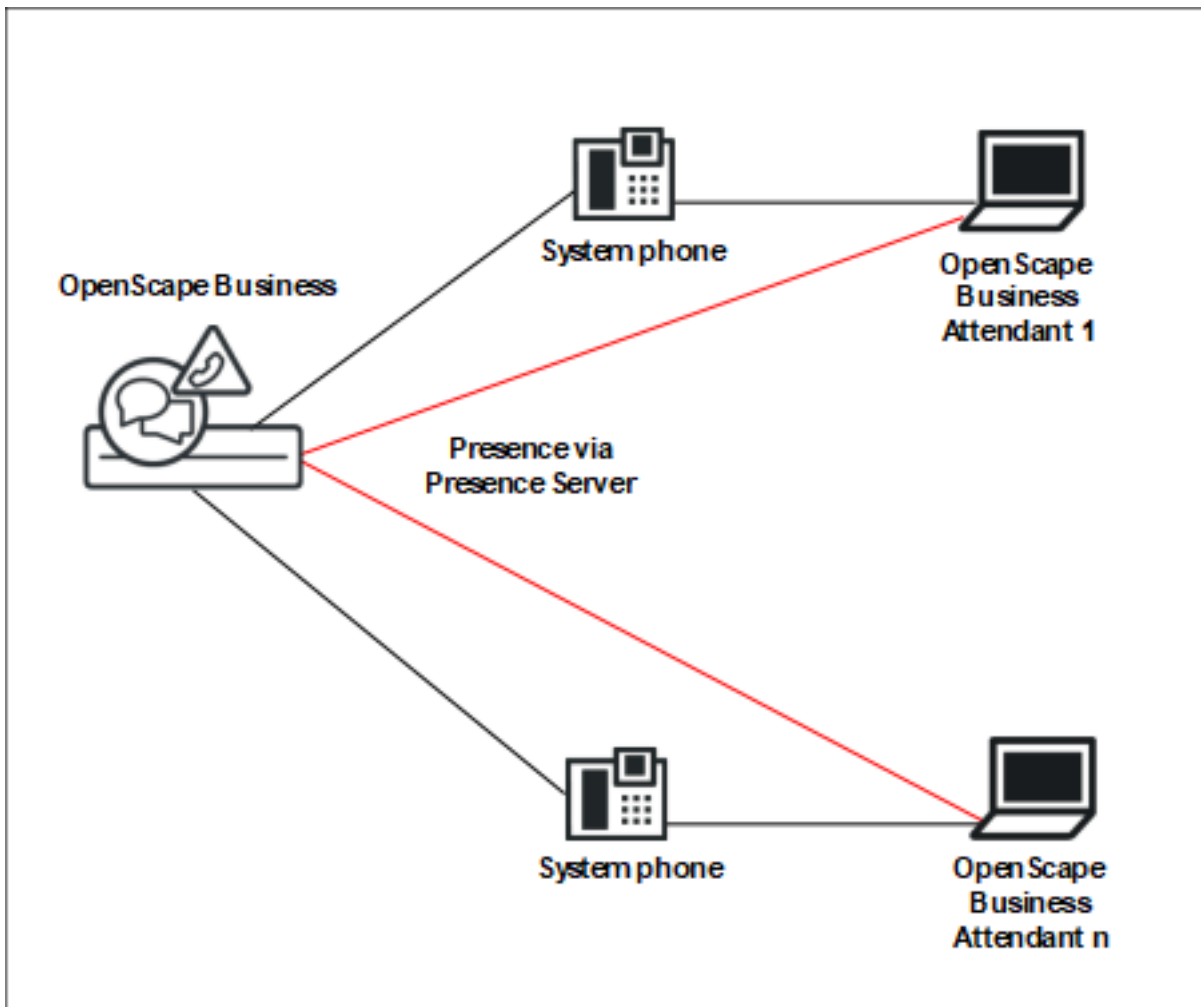 System phone
OpenScape
Business
Attendant 1
OpenScape Business
Presence via
Presence Server
System phone
OpenScape
Business
Attendant n